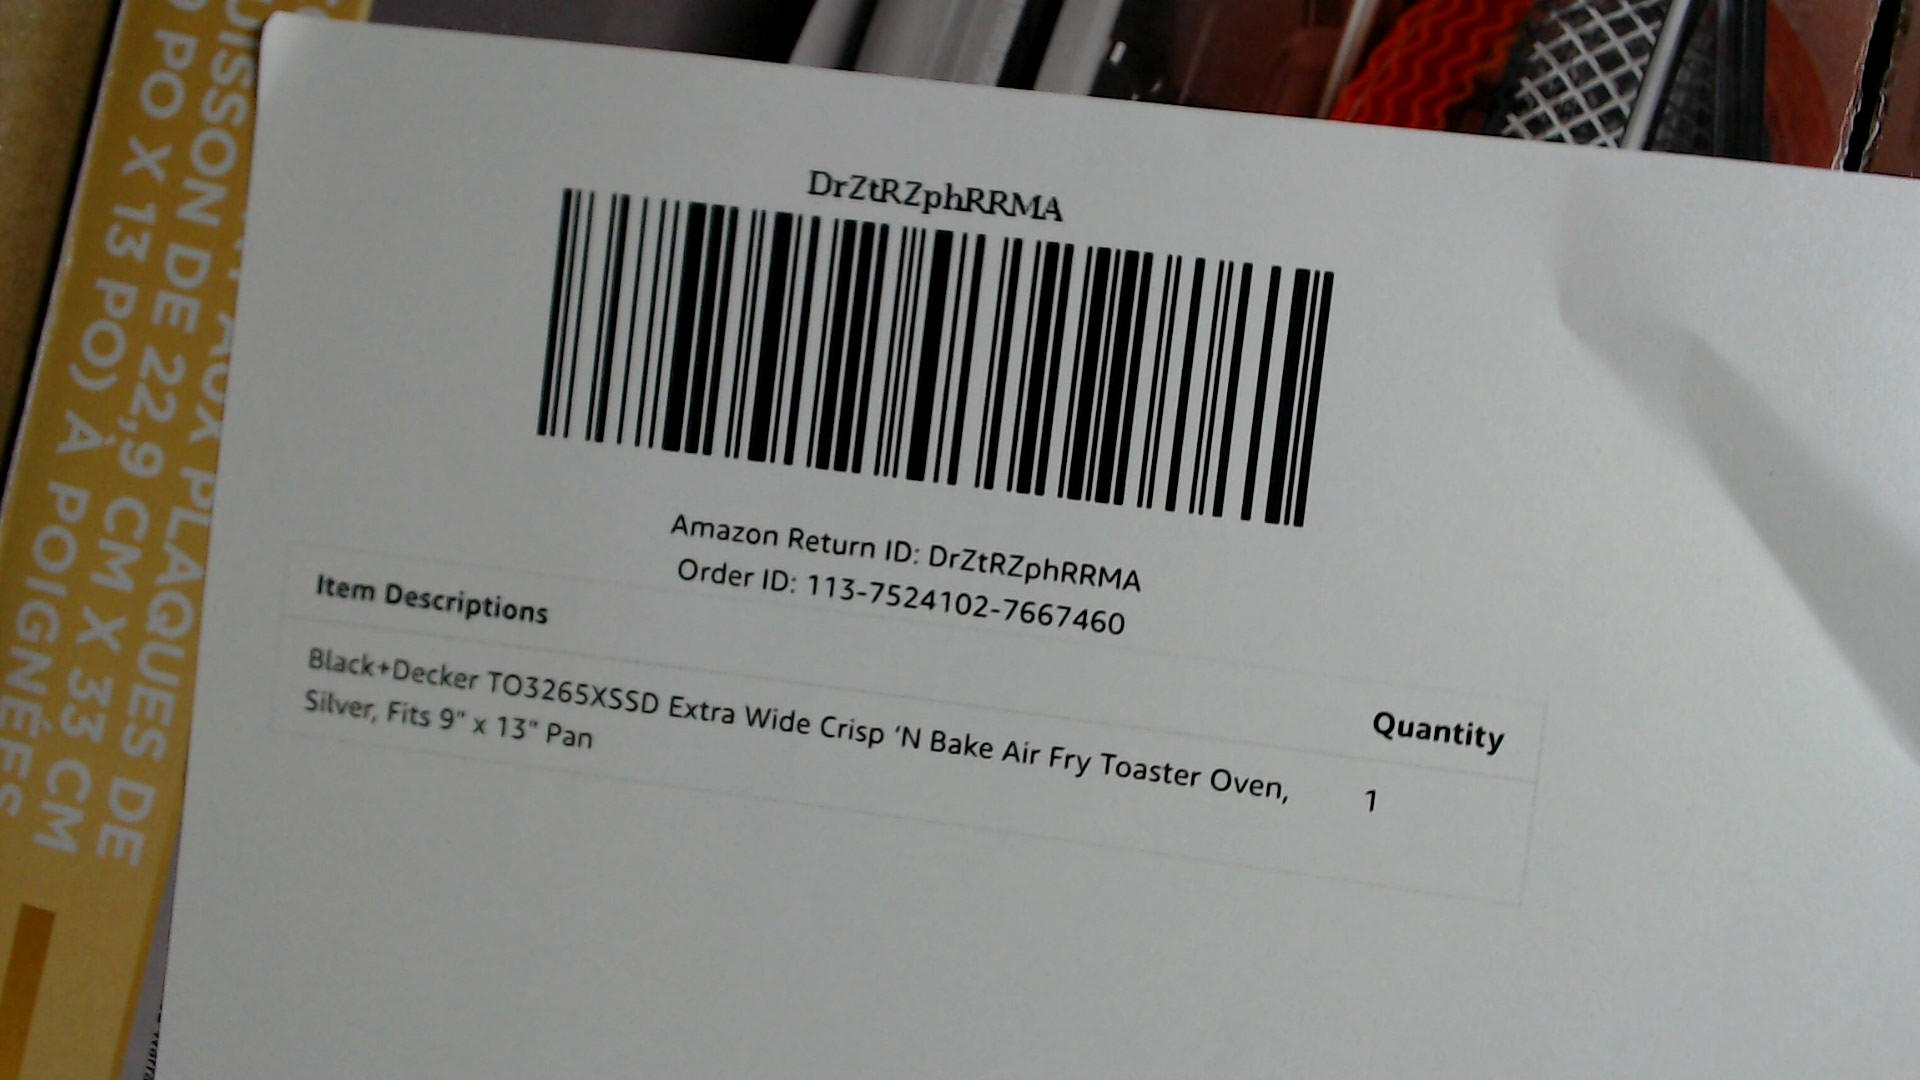 DrZtRZphRRMA
Amazon Return ID: DrZtRZphRRMA
Order ID: 113-7524102-7667460
Item Descriptions
Quantity
Black+Decker TO3265XSSD Extra Wide Crisp ‘N Bake Air Fry Toaster Oven,
Silver, Fits 9" x 13" Pan
1
AUX PLAQUES DE
DE 22,9 CM X 33 CM
PO X 13 PO) À POIGNÉES